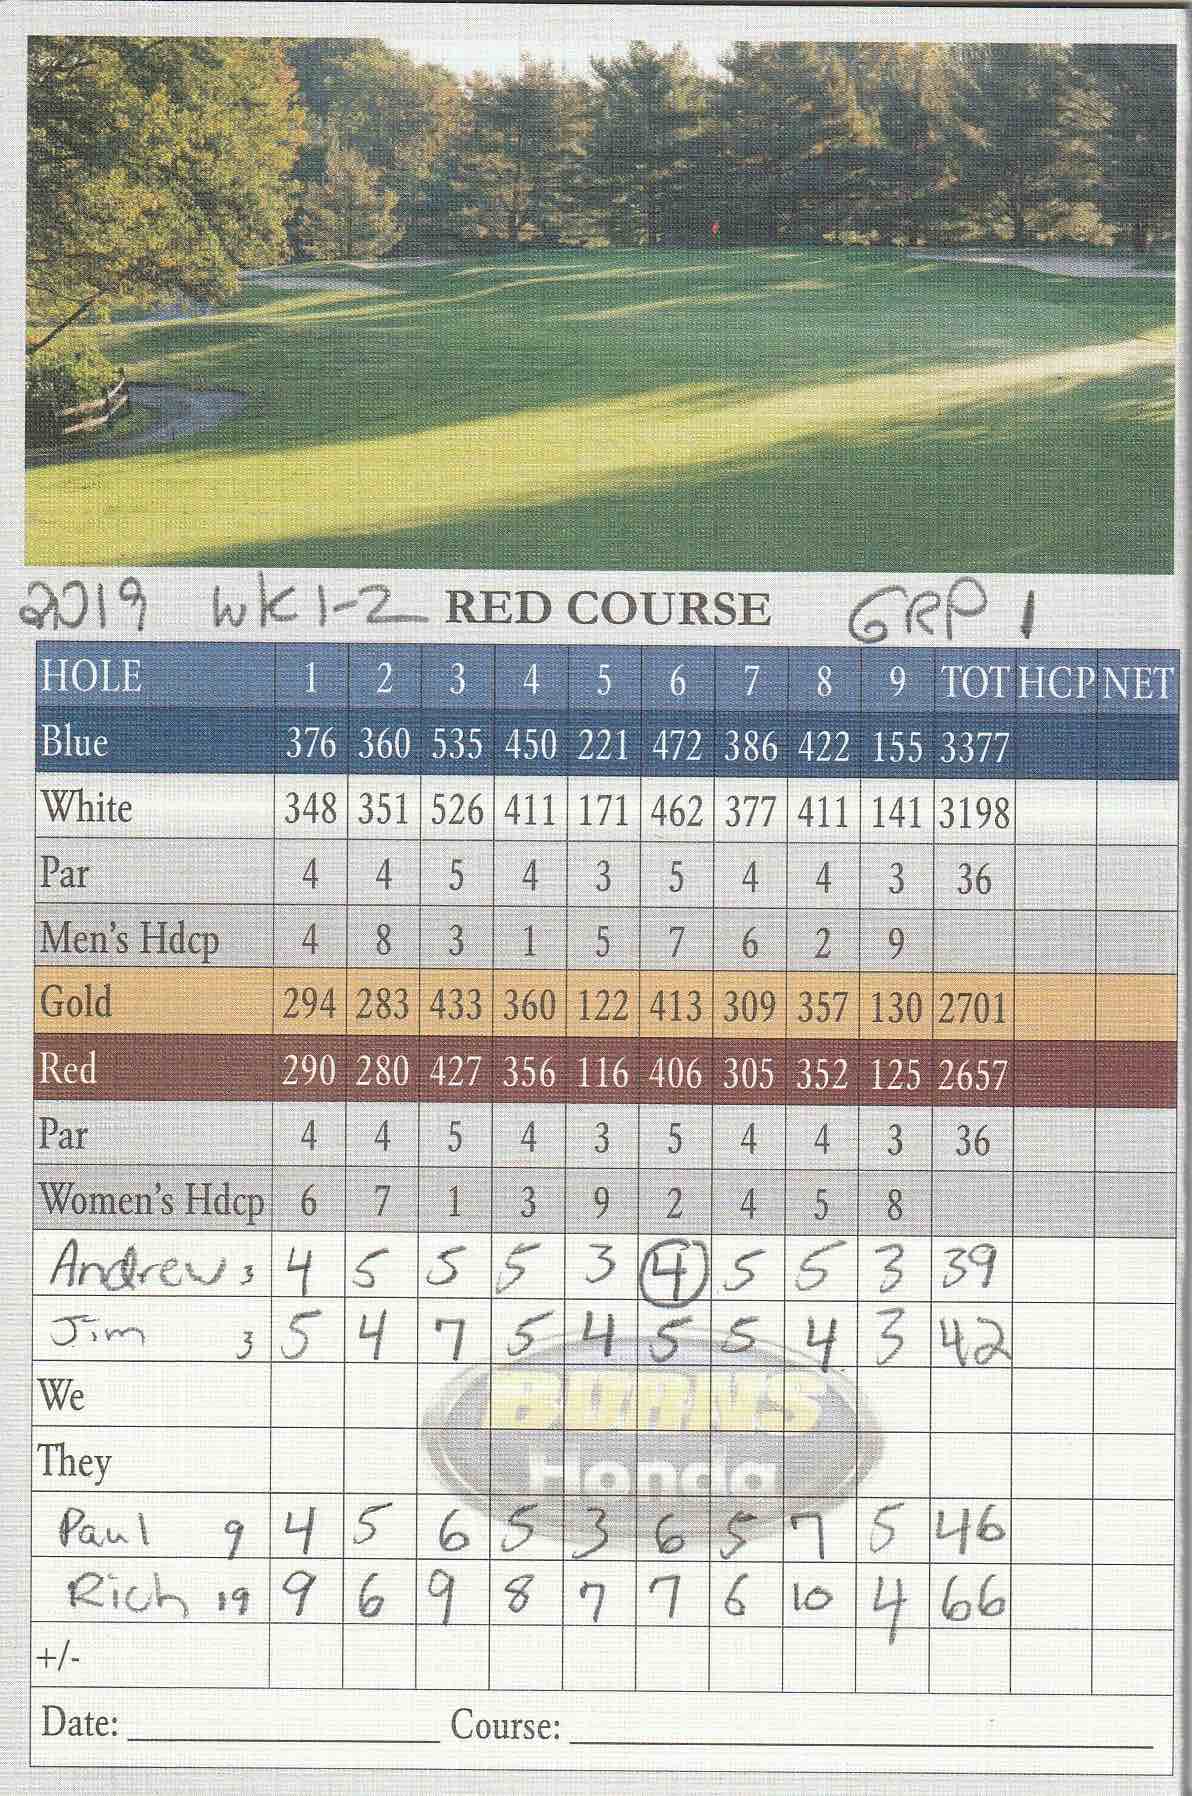 2019 WK1-2 RED COURSE GRP 1
HOLE 1 2 3 4 5 6 7 8 9 TOT HCP NET
Blue 376 360 535 450 221 472 386 422 155 3377
White 348 351 526 411 171 462 377 411 141 3198
Par 4 4 5 4 3 5 4 4 3 36
Men's Hdcp 4 8 3 1 5 7 6 2 9
Gold 294 283 433 360 122 413 309 357 130 2701
Red 290 280 427 356 116 406 305 352 125 2657
Par 4 4 5 4 3 5 4 4 3 36
Women's Hdcp 6 7 1 3 9 2 4 5 8
Andrew 3 4 5 5 5 3 4 5 5 3 39
Jim 3 5 4 7 5 4 5 5 4 3 42
We
BURNS
They
Honda
Paul 9 4 5 6 5 3 6 5 7 5 46
Rich 19 9 6 9 8 7 7 6 10 4 66
+/-
Date: Course: